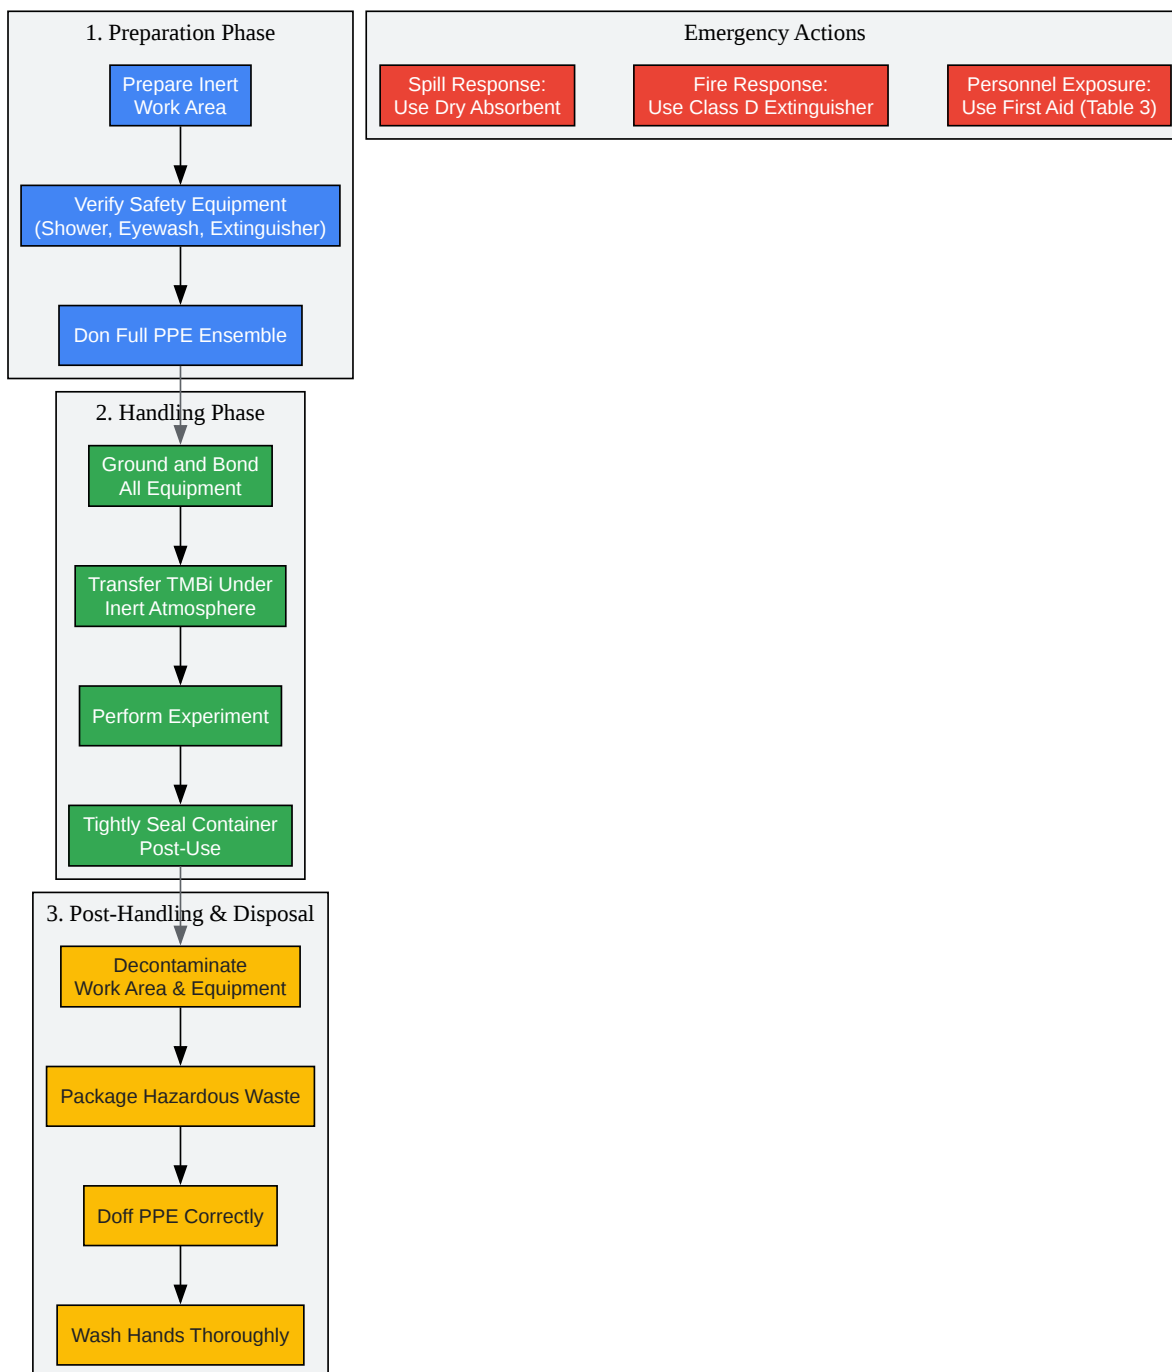 1. Preparation Phase
Prepare Inert
Work Area
Verify Safety Equipment
(Shower, Eyewash, Extinguisher)
Don Full PPE Ensemble
Emergency Actions
Spill Response:
Use Dry Absorbent
Fire Response:
Use Class D Extinguisher
Personnel Exposure:
Use First Aid (Table 3)
2. Handling Phase
Ground and Bond
All Equipment
Transfer TMBi Under
Inert Atmosphere
Perform Experiment
Tightly Seal Container
Post-Use
3. Post-Handling & Disposal
Decontaminate
Work Area & Equipment
Package Hazardous Waste
Doff PPE Correctly
Wash Hands Thoroughly